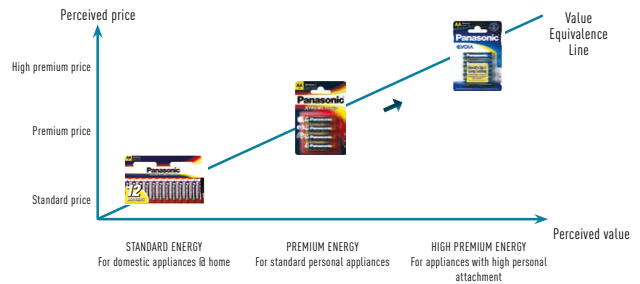 Perceived price
Value
Equivalence
Line
High premium price
Premium price
Standard price
AA
Panasonic
EVOIA
AA
Panasonic
Panasonic
12
Perceived value
STANDARD ENERGY
For domestic appliances @ home
PREMIUM ENERGY
For standard personal appliances
HIGH PREMIUM ENERGY
For appliances with high personal
attachment